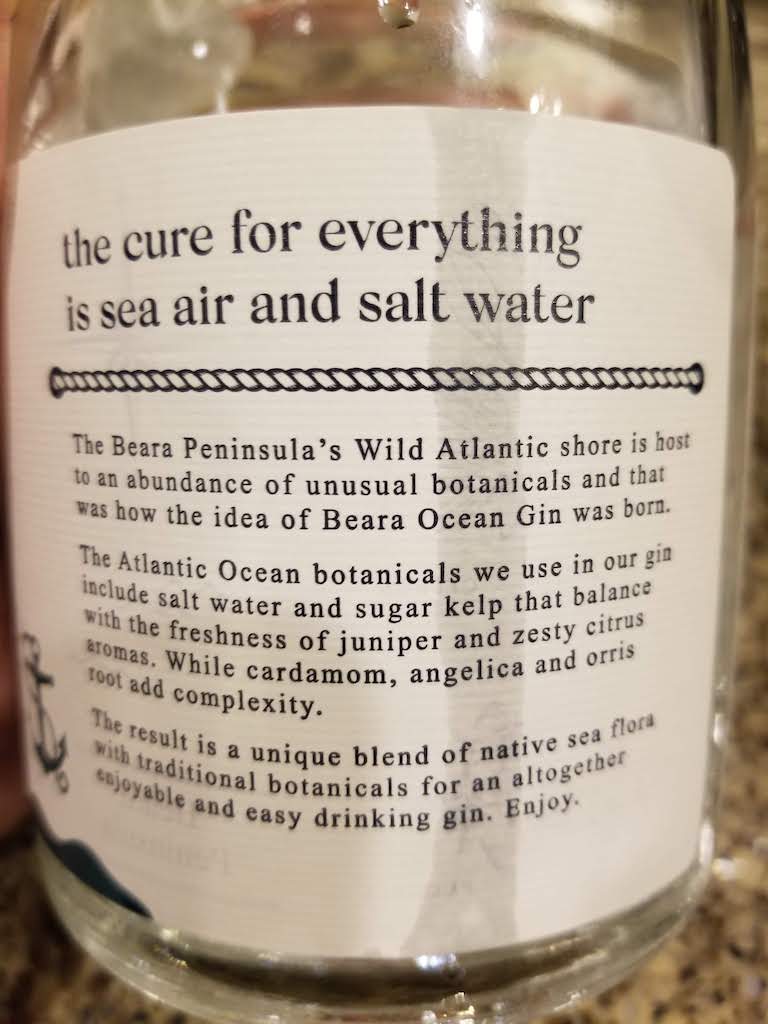 the cure for everything
is sea air and salt water
The Beara Peninsula's Wild Atlantic shore is host
to an abundance of unusual botanicals and that
was how the idea of Beara Ocean Gin was born.
The Atlantic Ocean botanicals we use in our gin
include salt water and sugar kelp that balance
with the freshness of juniper and zesty citrus
aromas. While cardamom, angelica and orris
root add complexity.
The result is a unique blend of native sea flora
with traditional botanicals for an altogether
enjoyable and easy drinking gin. Enjoy.